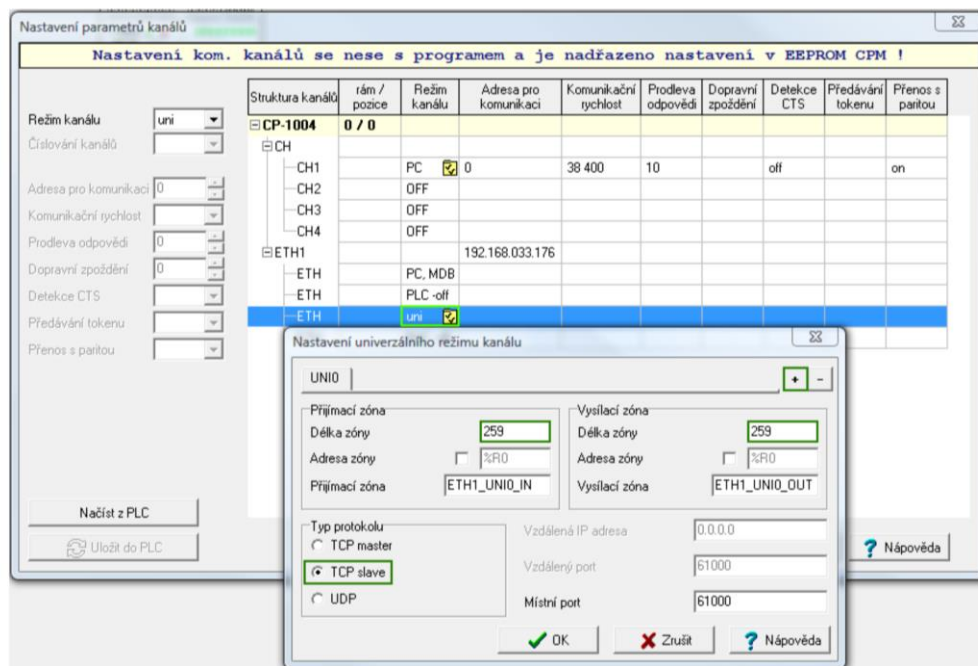 Nastavení parametrů kanálů
Nastavení kom. kanálů se nese s programem a je nadřazeno nastavení v EEPROM CPM !
Režim kanálu uni
Číslování kanálů
Adresa pro komunikaci 0
Komunikační rychlost
Prodleva odpovědi 0
Dopravní zpoždění 0
Detekce CTS
Předávání tokenu
Přenos s paritou
Načíst z PLC
Uložit do PLC
Struktura kanálů rám / pozice Režim kanálu Adresa pro komunikaci Komunikační rychlost Prodleva odpovědi Dopravní zpoždění Detekce CTS Předávání tokenu Přenos s paritou
CP-1004 0 / 0
CH
CH1 PC 0 38 400 10 off on
CH2 OFF
CH3 OFF
CH4 OFF
ETH1 192.168.033.176
ETH PC, MDB
ETH PLC -off
ETH uni
Nápověda
Nastavení univerzálního režimu kanálu
UNI0 + -
Přijímací zóna
Délka zóny 259
Adresa zóny %R0
Přijímací zóna ETH1_UNI0_IN
Vysílací zóna
Délka zóny 259
Adresa zóny %R0
Vysílací zóna ETH1_UNI0_OUT
Typ protokolu
TCP master
TCP slave
UDP
Vzdálená IP adresa 0.0.0.0
Vzdálený port 61000
Místní port 61000
OK Zrušit Nápověda